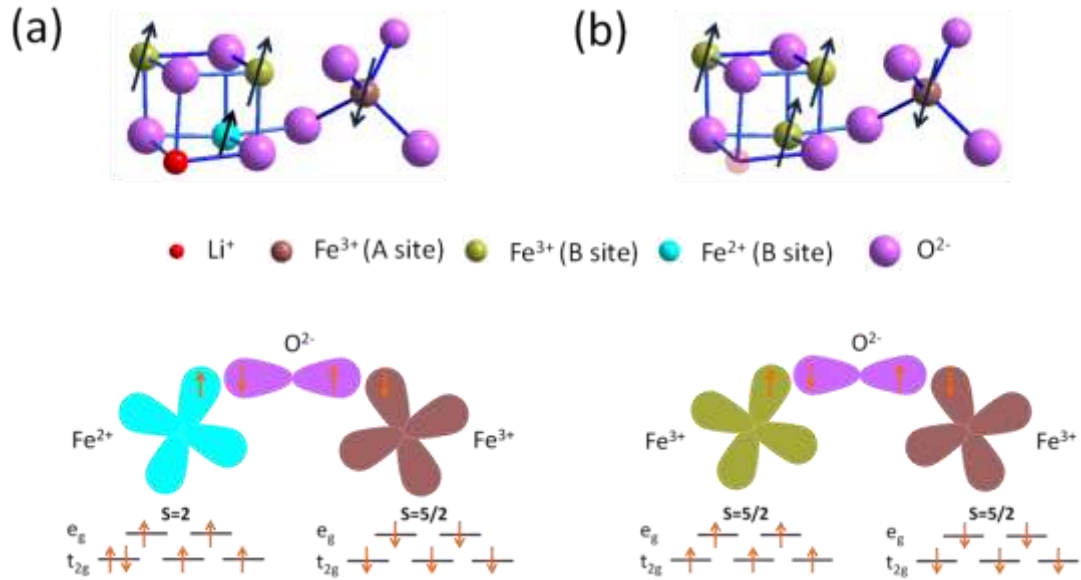 (a) (b)
Li⁺ Fe³⁺ (A site) Fe³⁺ (B site) Fe²⁺ (B site) O²⁻
O²⁻ O²⁻
Fe²⁺ Fe³⁺ Fe³⁺ Fe³⁺
S=2 S=5/2 S=5/2 S=5/2
e_g e_g e_g e_g
t_2g t_2g t_2g t_2g